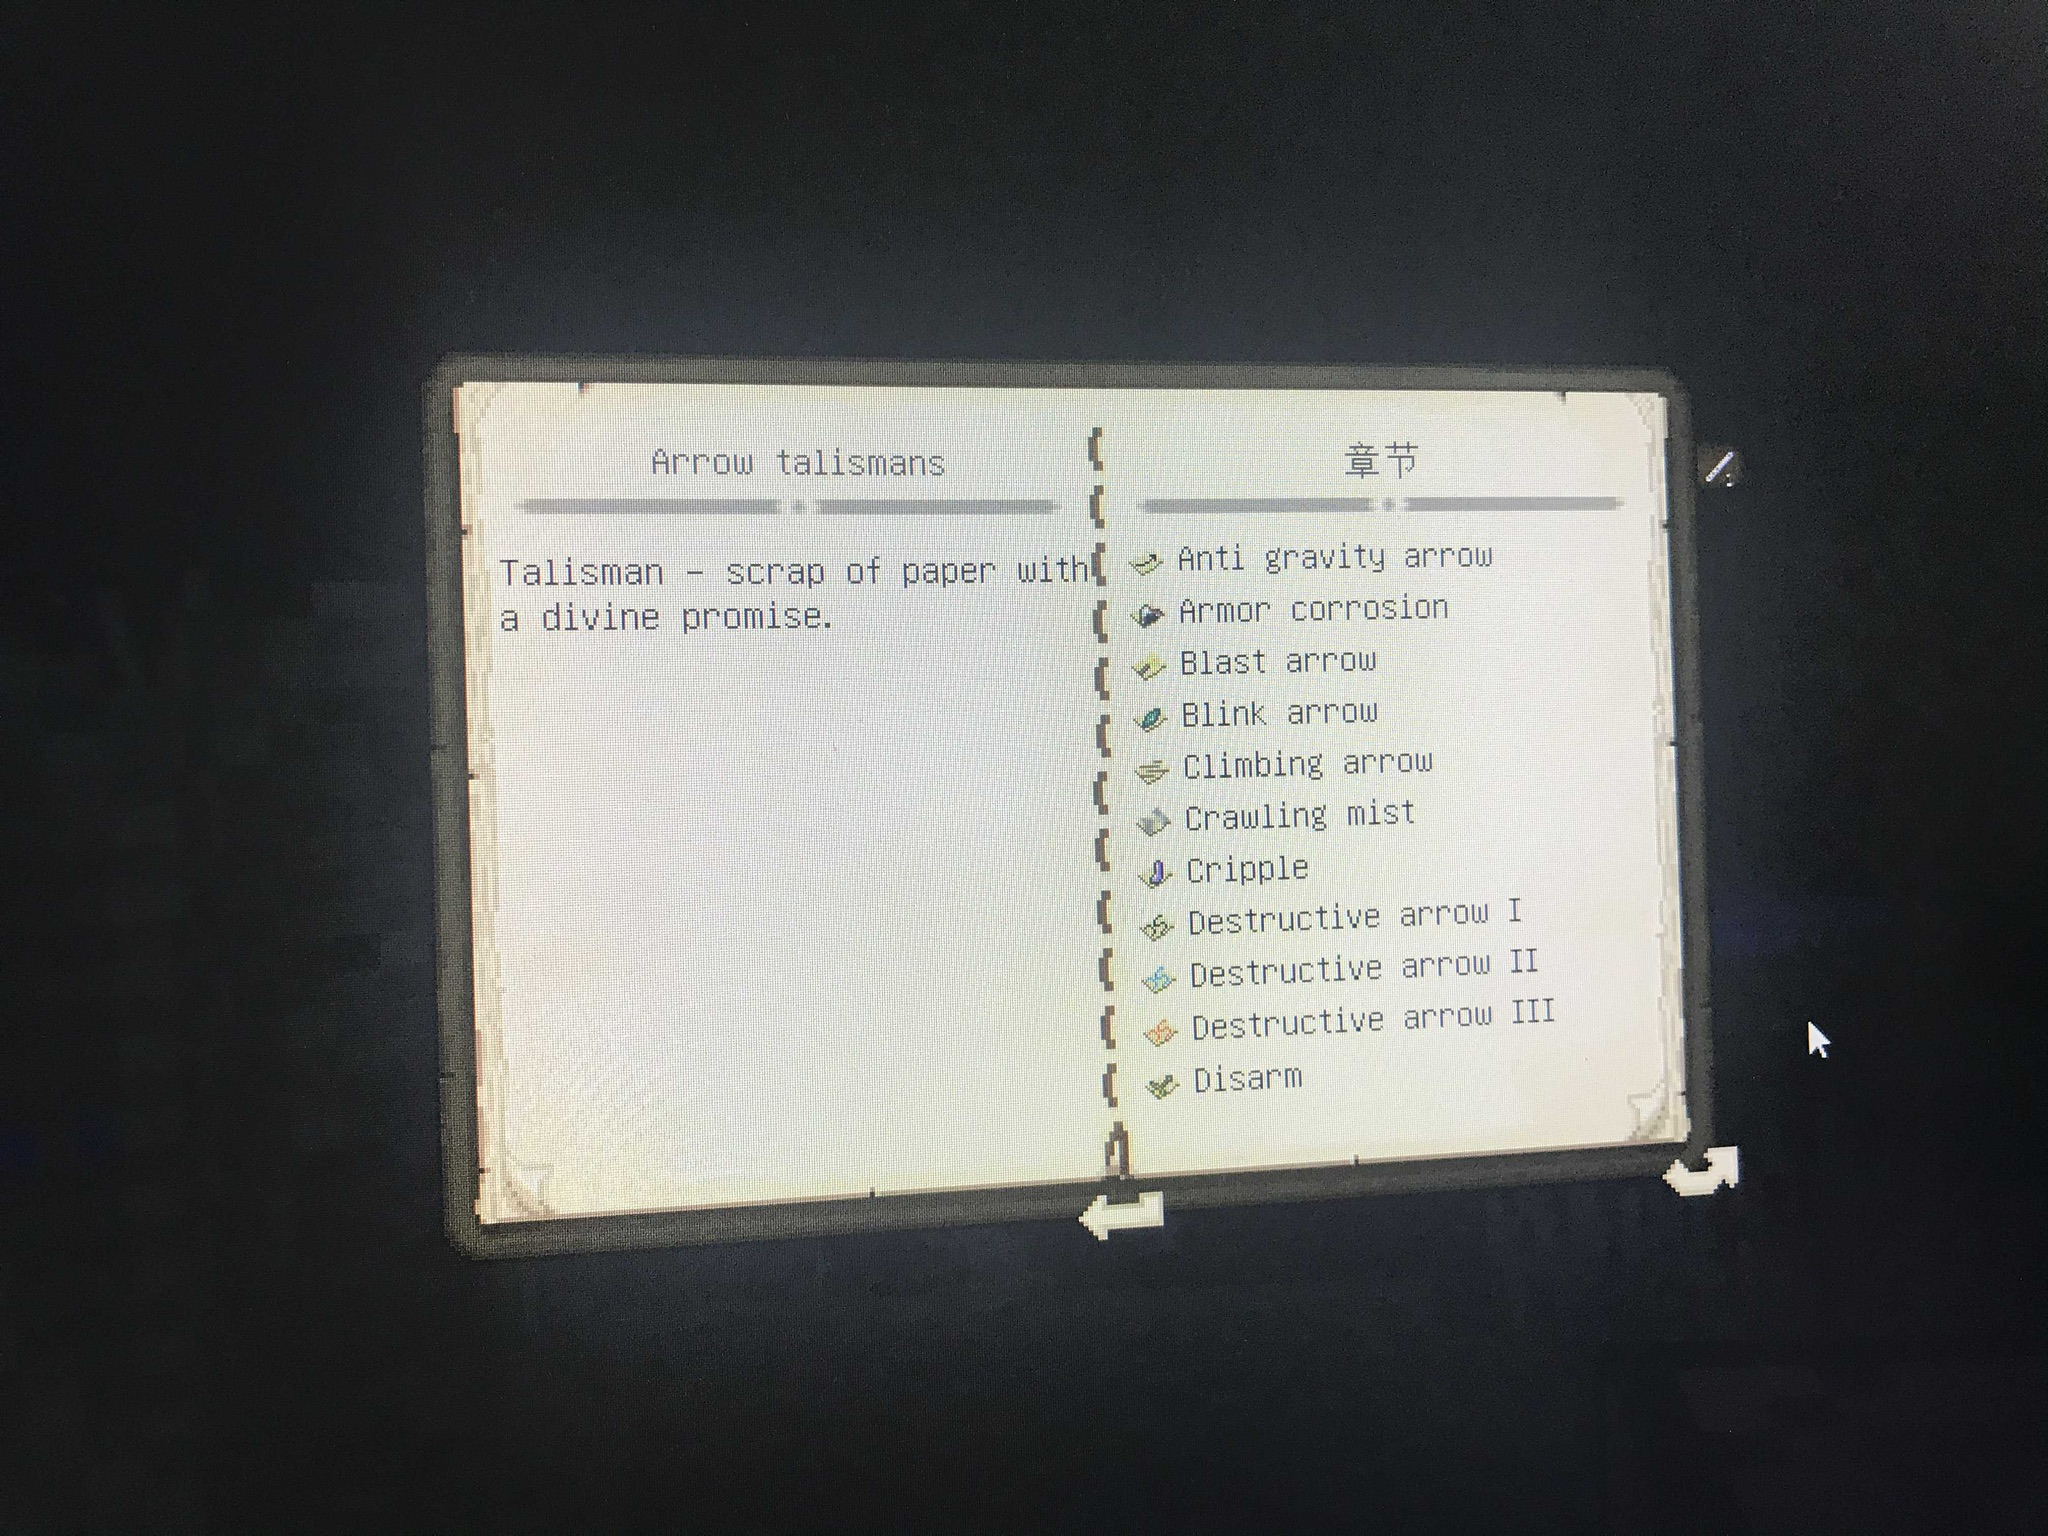 Arrow talismans
Talisman - scrap of paper with
a divine promise.
章节
Anti gravity arrow
Armor corrosion
Blast arrow
Blink arrow
Climbing arrow
Crawling mist
Cripple
Destructive arrow I
Destructive arrow II
Destructive arrow III
Disarm